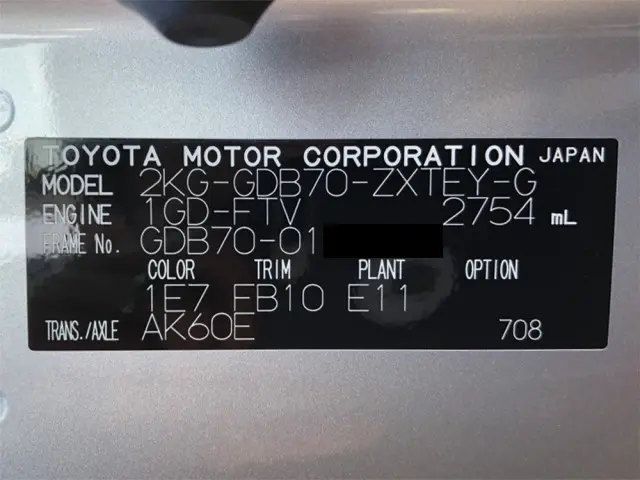 TOYOTA MOTOR CORPORATION JAPAN
MODEL 2KG-GDB70-ZXTEY-G
ENGINE 1GD-FTV 2754 mL
FRAME No. GDB70-01
COLOR TRIM PLANT OPTION
1E7 FB10 E11
TRANS./AXLE AK60E 708